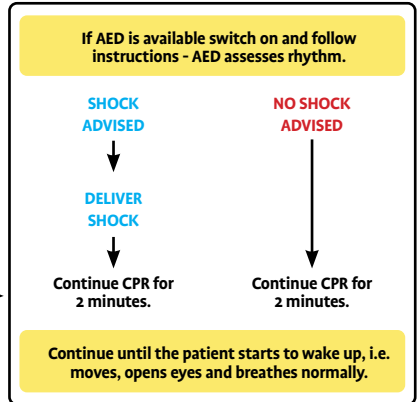 If AED is available switch on and follow
instructions - AED assesses rhythm.
SHOCK
ADVISED
DELIVER
SHOCK
Continue CPR for
2 minutes.
NO SHOCK
ADVISED
Continue CPR for
2 minutes.
Continue until the patient starts to wake up, i.e.
moves, opens eyes and breathes normally.